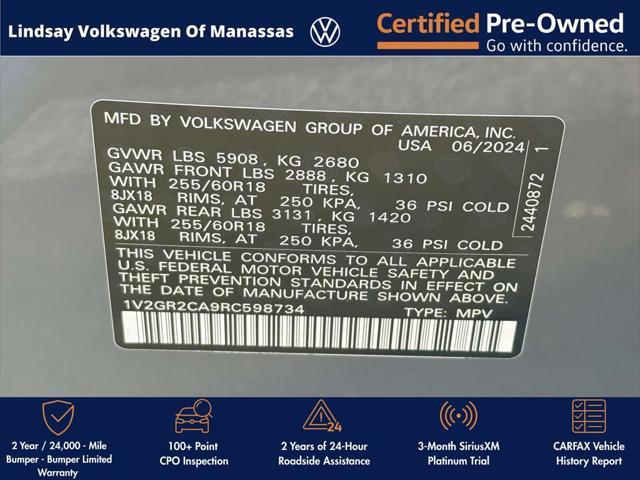 Lindsay Volkswagen Of Manassas
Certified Pre-Owned
Go with confidence.
MFD BY VOLKSWAGEN GROUP OF AMERICA, INC.
USA 06/2024
GVWR LBS 5908, KG 2680
GAWR FRONT LBS 2888, KG 1310
WITH 255/60R18 TIRES,
8JX18 RIMS, AT 250 KPA, 36 PSI COLD
GAWR REAR LBS 3131, KG 1420
WITH 255/60R18 TIRES,
8JX18 RIMS, AT 250 KPA, 36 PSI COLD
THIS VEHICLE CONFORMS TO ALL APPLICABLE
U.S. FEDERAL MOTOR VEHICLE SAFETY AND
THEFT PREVENTION STANDARDS IN EFFECT ON
THE DATE OF MANUFACTURE SHOWN ABOVE.
1V2GR2CA9RC598734 TYPE: MPV
2440872 1
2 Year / 24,000 - Mile
Bumper - Bumper Limited
Warranty
100+ Point
CPO Inspection
24
2 Years of 24-Hour
Roadside Assistance
3-Month SiriusXM
Platinum Trial
CARFAX Vehicle
History Report